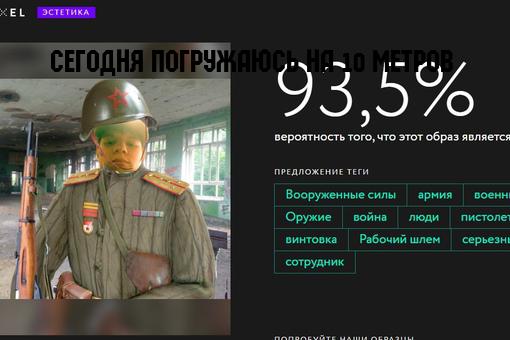 XEL ЭСТЕТИКА
СЕГОДНЯ ПОГРУЖАЮСЬ НА 10 МЕТРОВ
93,5%
вероятность того, что этот образ является
ПРЕДЛОЖЕНИЕ ТЕГИ
Вооруженные силы армия военн
Оружие война люди пистолет
винтовка Рабочий шлем серьезны
сотрудник
ПОПРОБУЙТЕ НАШИ ОБРАЗЦЫ